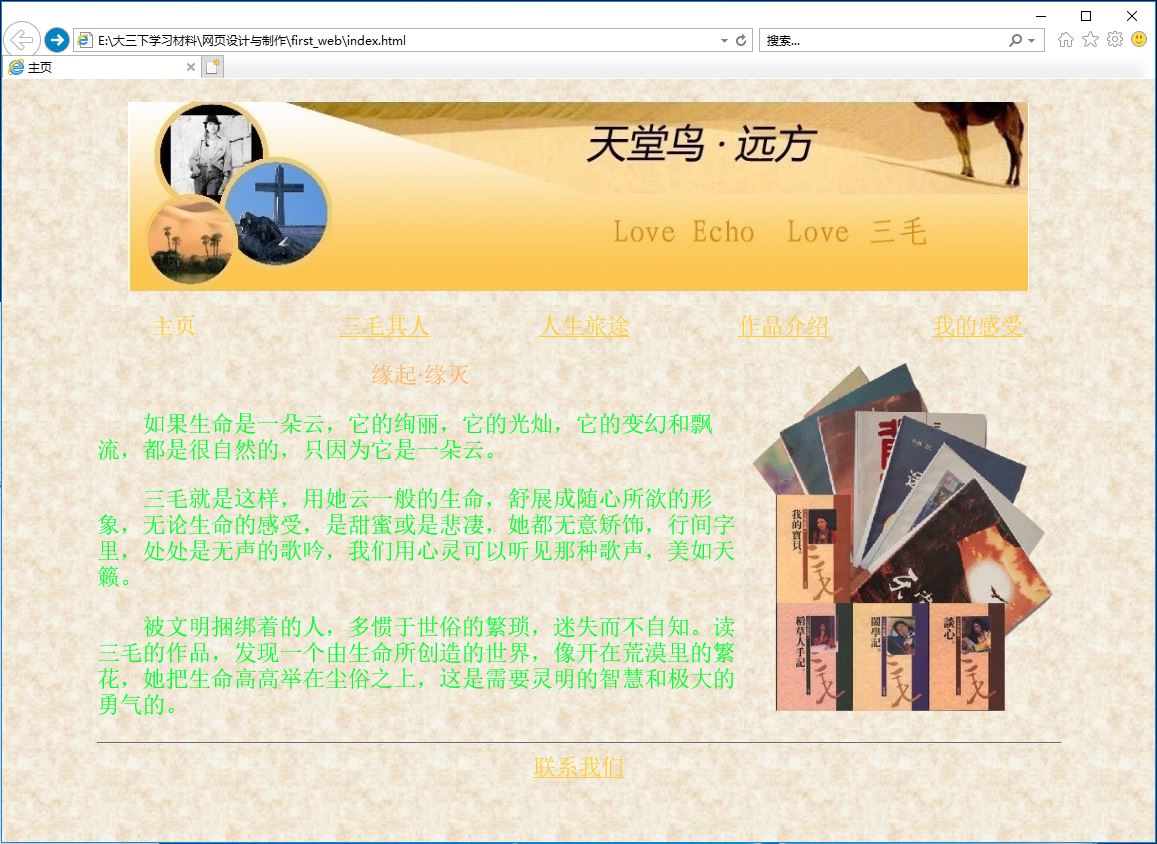 E:\大三下学习材料\网页设计与制作\first_web\index.html
搜索...
主页
天堂鸟 · 远方
Love Echo Love 三毛
主页 三毛其人 人生旅途 作品介绍 我的感受
缘起·缘灭
如果生命是一朵云，它的绚丽，它的光灿，它的变幻和飘
流，都是很自然的，只因为它是一朵云。
三毛就是这样，用她云一般的生命，舒展成随心所欲的形
象，无论生命的感受，是甜蜜或是悲凄，她都无意矫饰，行间字
里，处处是无声的歌吟，我们用心灵可以听见那种歌声，美如天
籁。
被文明捆绑着的人，多惯于世俗的繁琐，迷失而不自知。读
三毛的作品，发现一个由生命所创造的世界，像开在荒漠里的繁
花，她把生命高高举在尘俗之上，这是需要灵明的智慧和极大的
勇气的。
我的寶貝。
稻草人手記
鬧學記。
談心
联系我们